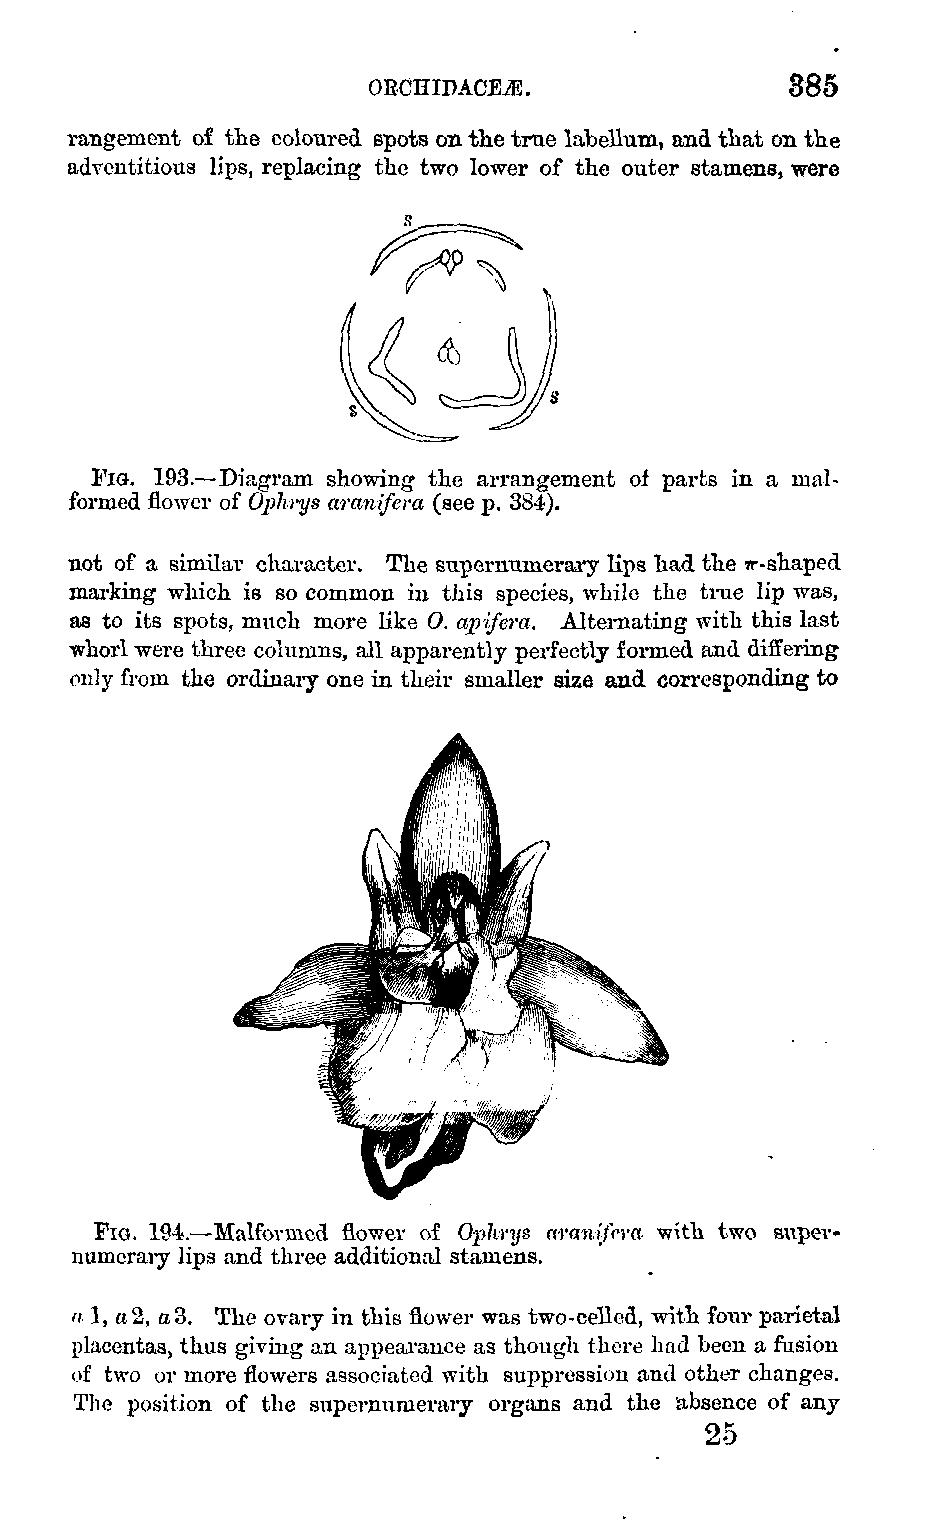 ORCHIDACEÆ. 385
rangement of the coloured spots on the true labellum, and that on the
adventitious lips, replacing the two lower of the outer stamens, were
S
S
S
FIG. 193.—Diagram showing the arrangement of parts in a mal-
formed flower of Ophrys aranifera (see p. 384).
not of a similar character. The supernumerary lips had the π-shaped
marking which is so common in this species, while the true lip was,
as to its spots, much more like O. apifera. Alternating with this last
whorl were three columns, all apparently perfectly formed and differing
only from the ordinary one in their smaller size and corresponding to
FIG. 194.—Malformed flower of Ophrys aranifera with two super-
numerary lips and three additional stamens.
a 1, a 2, a 3. The ovary in this flower was two-celled, with four parietal
placentas, thus giving an appearance as though there had been a fusion
of two or more flowers associated with suppression and other changes.
The position of the supernumerary organs and the absence of any
25